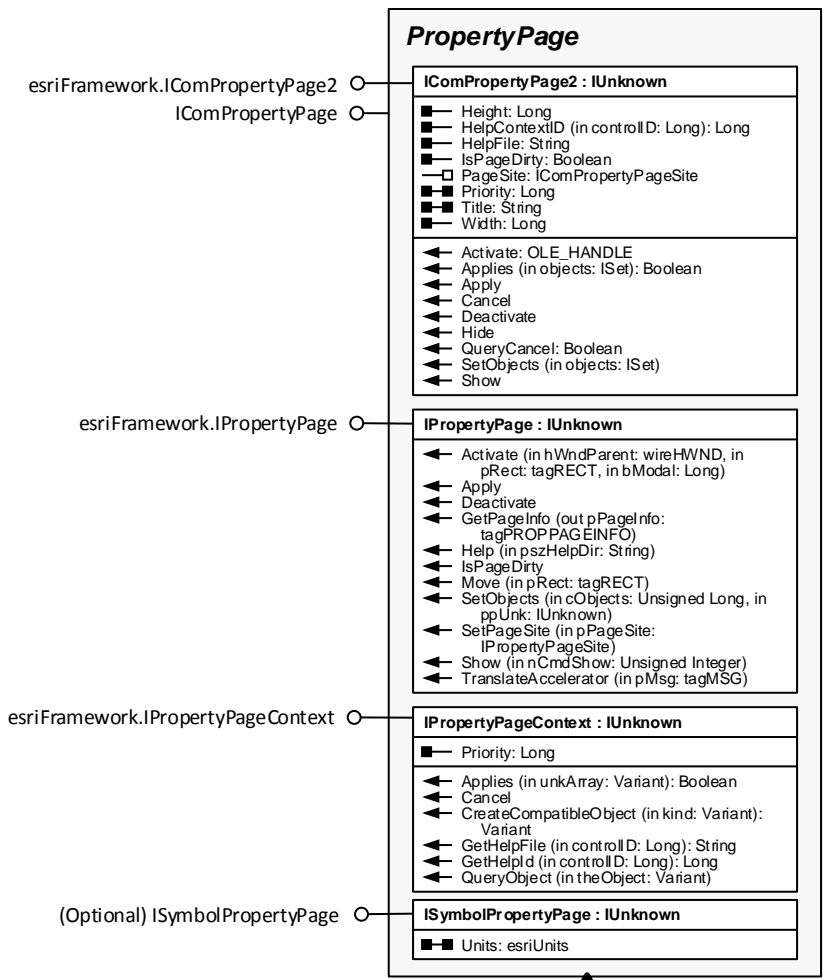 PropertyPage
esriFramework.IComPropertyPage2
IComPropertyPage
IComPropertyPage2 : IUnknown
Height: Long
HelpContextID (in controlID: Long): Long
HelpFile: String
IsPageDirty: Boolean
PageSite: IComPropertyPageSite
Priority: Long
Title: String
Width: Long
Activate: OLE_HANDLE
Applies (in objects: ISet): Boolean
Apply
Cancel
Deactivate
Hide
QueryCancel: Boolean
SetObjects (in objects: ISet)
Show
esriFramework.IPropertyPage
IPropertyPage : IUnknown
Activate (in hWndParent: wireHWND, in
pRect: tagRECT, in bModal: Long)
Apply
Deactivate
GetPageInfo (out pPageInfo:
tagPROPPAGEINFO)
Help (in pszHelpDir: String)
IsPageDirty
Move (in pRect: tagRECT)
SetObjects (in cObjects: Unsigned Long, in
ppUnk: IUnknown)
SetPageSite (in pPageSite:
IPropertyPageSite)
Show (in nCmdShow: Unsigned Integer)
TranslateAccelerator (in pMsg: tagMSG)
esriFramework.IPropertyPageContext
IPropertyPageContext : IUnknown
Priority: Long
Applies (in unkArray: Variant): Boolean
Cancel
CreateCompatibleObject (in kind: Variant):
Variant
GetHelpFile (in controlID: Long): String
GetHelpId (in controlID: Long): Long
QueryObject (in theObject: Variant)
(Optional) ISymbolPropertyPage
ISymbolPropertyPage : IUnknown
Units: esriUnits